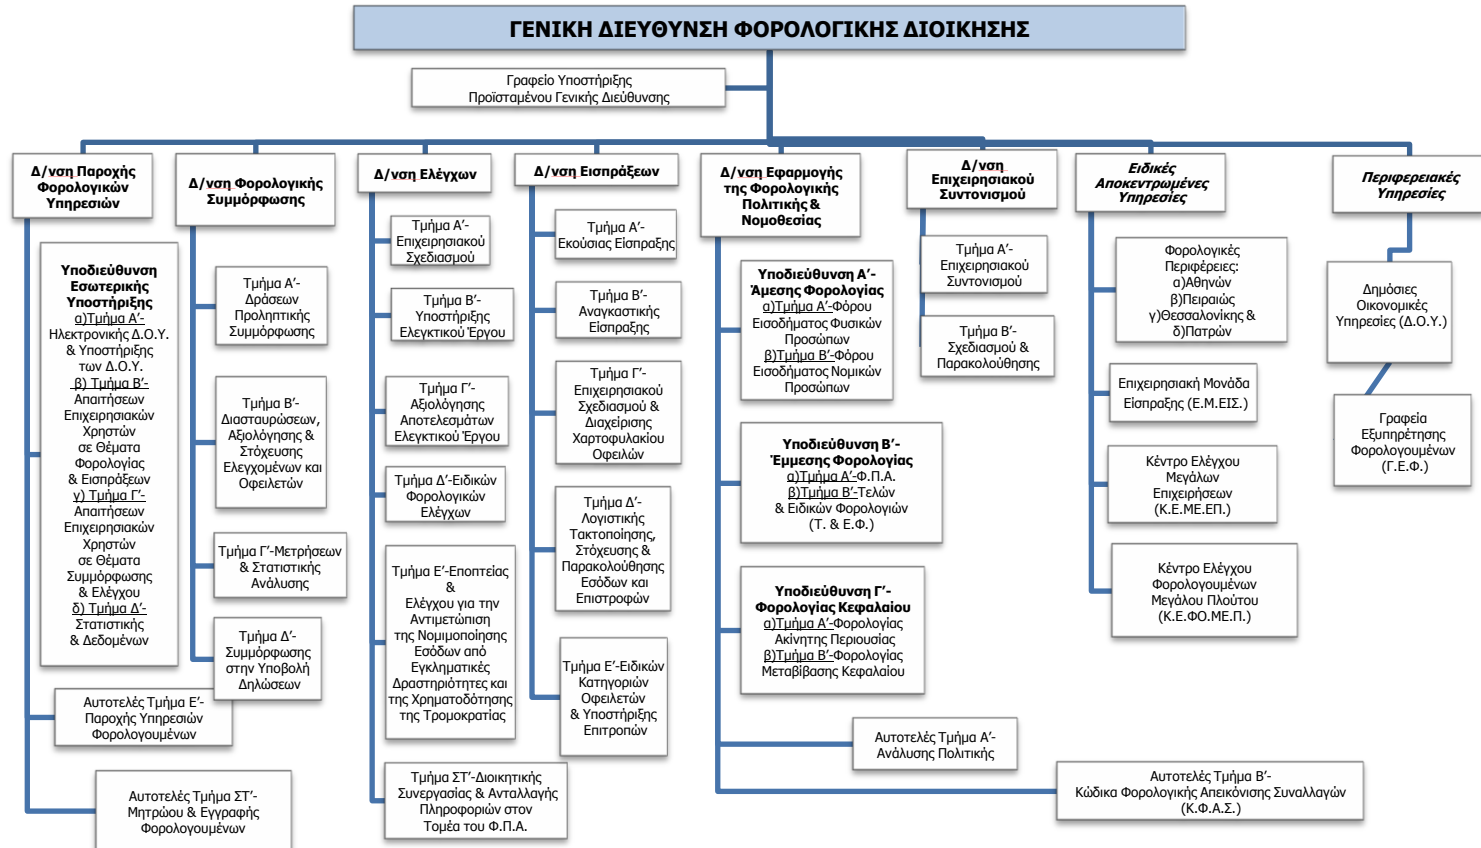 ΓΕΝΙΚΗ ΔΙΕΥΘΥΝΣΗ ΦΟΡΟΛΟΓΙΚΗΣ ΔΙΟΙΚΗΣΗΣ
Γραφείο Υποστήριξης
Προϊσταμένου Γενικής Διεύθυνσης
Δ/νση Παροχής
Φορολογικών
Υπηρεσιών
Υποδιεύθυνση
Εσωτερικής
Υποστήριξης
α)Τμήμα Α'-
Ηλεκτρονικής Δ.Ο.Υ.
& Υποστήριξης
των Δ.Ο.Υ.
β) Τμήμα Β'-
Απαιτήσεων
Επιχειρησιακών
Χρηστών
σε Θέματα
Φορολογίας
& Εισπράξεων
γ) Τμήμα Γ'-
Απαιτήσεων
Επιχειρησιακών
Χρηστών
σε Θέματα
Συμμόρφωσης
& Ελέγχου
δ) Τμήμα Δ'-
Στατιστικής
& Δεδομένων
Αυτοτελές Τμήμα Ε'-
Παροχής Υπηρεσιών
Φορολογουμένων
Αυτοτελές Τμήμα ΣΤ'-
Μητρώου & Εγγραφής
Φορολογουμένων
Δ/νση Φορολογικής
Συμμόρφωσης
Τμήμα Α'-
Δράσεων
Προληπτικής
Συμμόρφωσης
Τμήμα Β'-
Διασταυρώσεων,
Αξιολόγησης &
Στόχευσης
Ελεγχομένων και
Οφειλετών
Τμήμα Γ'-Μετρήσεων
& Στατιστικής
Ανάλυσης
Τμήμα Δ'-
Συμμόρφωσης
στην Υποβολή
Δηλώσεων
Δ/νση Ελέγχων
Τμήμα Α'-
Επιχειρησιακού
Σχεδιασμού
Τμήμα Β'-
Υποστήριξης
Ελεγκτικού Έργου
Τμήμα Γ'-
Αξιολόγησης
Αποτελεσμάτων
Ελεγκτικού Έργου
Τμήμα Δ'-Ειδικών
Φορολογικών
Ελέγχων
Τμήμα Ε'-Εποπτείας
&
Ελέγχου για την
Αντιμετώπιση
της Νομιμοποίησης
Εσόδων από
Εγκληματικές
Δραστηριότητες και
της Χρηματοδότησης
της Τρομοκρατίας
Τμήμα ΣΤ'-Διοικητικής
Συνεργασίας & Ανταλλαγής
Πληροφοριών στον
Τομέα του Φ.Π.Α.
Δ/νση Εισπράξεων
Τμήμα Α'-
Εκούσιας Είσπραξης
Τμήμα Β'-
Αναγκαστικής
Είσπραξης
Τμήμα Γ'-
Επιχειρησιακού
Σχεδιασμού &
Διαχείρισης
Χαρτοφυλακίου
Οφειλών
Τμήμα Δ'-
Λογιστικής
Τακτοποίησης,
Στόχευσης &
Παρακολούθησης
Εσόδων και
Επιστροφών
Τμήμα Ε'-Ειδικών
Κατηγοριών
Οφειλετών
& Υποστήριξης
Επιτροπών
Δ/νση Εφαρμογής
της Φορολογικής
Πολιτικής &
Νομοθεσίας
Υποδιεύθυνση Α'-
Άμεσης Φορολογίας
α)Τμήμα Α'-Φόρου
Εισοδήματος Φυσικών
Προσώπων
β)Τμήμα Β'-Φόρου
Εισοδήματος Νομικών
Προσώπων
Υποδιεύθυνση Β'-
Έμμεσης Φορολογίας
α)Τμήμα Α'-Φ.Π.Α.
β)Τμήμα Β'-Τελών
& Ειδικών Φορολογιών
(Τ. & Ε.Φ.)
Υποδιεύθυνση Γ'-
Φορολογίας Κεφαλαίου
α)Τμήμα Α'-Φορολογίας
Ακίνητης Περιουσίας
β)Τμήμα Β'-Φορολογίας
Μεταβίβασης Κεφαλαίου
Αυτοτελές Τμήμα Α'-
Ανάλυσης Πολιτικής
Αυτοτελές Τμήμα Β'-
Κώδικα Φορολογικής Απεικόνισης Συναλλαγών
(Κ.Φ.Α.Σ.)
Δ/νση
Επιχειρησιακού
Συντονισμού
Τμήμα Α'-
Επιχειρησιακού
Συντονισμού
Τμήμα Β'-
Σχεδιασμού &
Παρακολούθησης
Ειδικές
Αποκεντρωμένες
Υπηρεσίες
Φορολογικές
Περιφέρειες:
α)Αθηνών
β)Πειραιώς
γ)Θεσσαλονίκης &
δ)Πατρών
Επιχειρησιακή Μονάδα
Είσπραξης (Ε.Μ.ΕΙΣ.)
Κέντρο Ελέγχου
Μεγάλων
Επιχειρήσεων
(Κ.Ε.ΜΕ.ΕΠ.)
Κέντρο Ελέγχου
Φορολογουμένων
Μεγάλου Πλούτου
(Κ.Ε.ΦΟ.ΜΕ.Π.)
Περιφερειακές
Υπηρεσίες
Δημόσιες
Οικονομικές
Υπηρεσίες (Δ.Ο.Υ.)
Γραφεία
Εξυπηρέτησης
Φορολογουμένων
(Γ.Ε.Φ.)